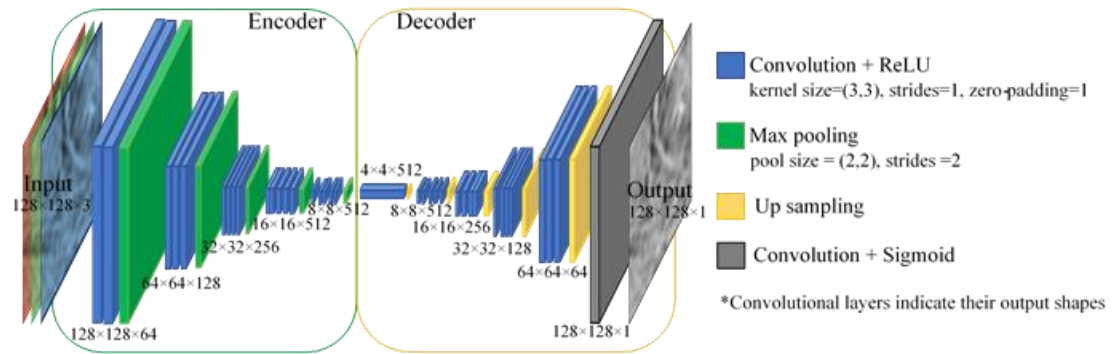 Encoder
Decoder
Input
128×128×3
128×128×64
64×64×128
32×32×256
16×16×512
8×8×512
4×4×512
8×8×512
16×16×256
32×32×128
64×64×64
128×128×1
Output
128×128×1
Convolution + ReLU
kernel size=(3,3), strides=1, zero-padding=1
Max pooling
pool size = (2,2), strides =2
Up sampling
Convolution + Sigmoid
*Convolutional layers indicate their output shapes